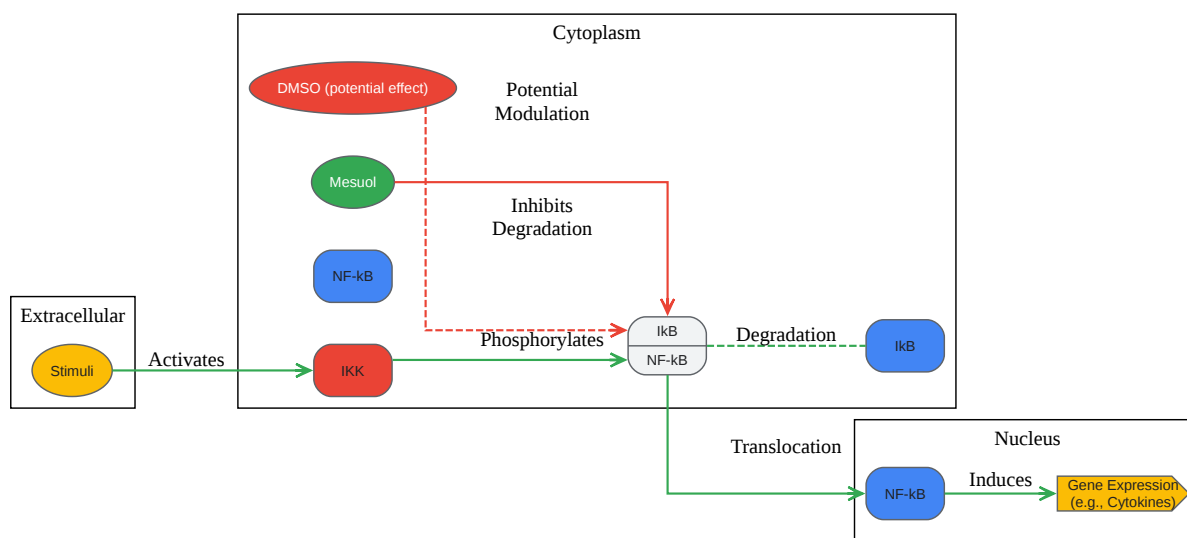 Cytoplasm
DMSO (potential effect)
Potential
Modulation
Mesuol
Inhibits
Degradation
NF-kB
Extracellular
Stimuli
Activates
IKK
Phosphorylates
IkB
NF-kB
Degradation
IkB
Translocation
Nucleus
NF-kB
Induces
Gene Expression
(e.g., Cytokines)